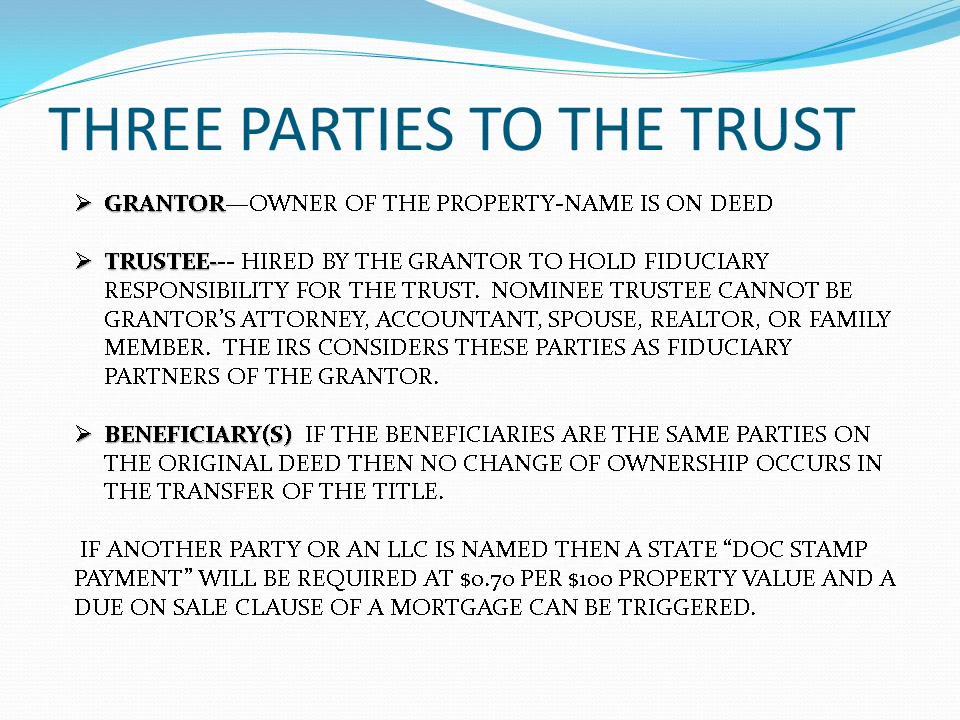 THREE PARTIES TO THE TRUST
➢ GRANTOR—OWNER OF THE PROPERTY-NAME IS ON DEED
➢ TRUSTEE--- HIRED BY THE GRANTOR TO HOLD FIDUCIARY
RESPONSIBILITY FOR THE TRUST. NOMINEE TRUSTEE CANNOT BE
GRANTOR’S ATTORNEY, ACCOUNTANT, SPOUSE, REALTOR, OR FAMILY
MEMBER. THE IRS CONSIDERS THESE PARTIES AS FIDUCIARY
PARTNERS OF THE GRANTOR.
➢ BENEFICIARY(S) IF THE BENEFICIARIES ARE THE SAME PARTIES ON
THE ORIGINAL DEED THEN NO CHANGE OF OWNERSHIP OCCURS IN
THE TRANSFER OF THE TITLE.
IF ANOTHER PARTY OR AN LLC IS NAMED THEN A STATE “DOC STAMP
PAYMENT” WILL BE REQUIRED AT $0.70 PER $100 PROPERTY VALUE AND A
DUE ON SALE CLAUSE OF A MORTGAGE CAN BE TRIGGERED.